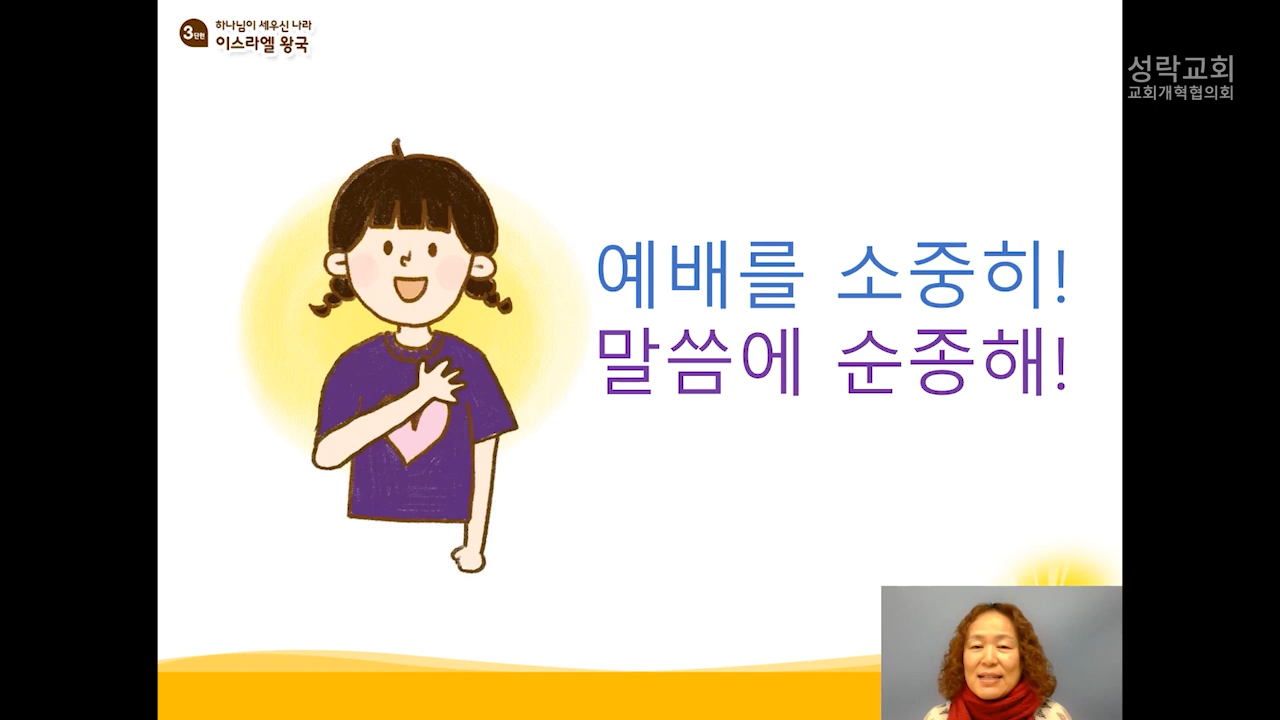 3단원
하나님이 세우신 나라
이스라엘 왕국
성락교회
교회개혁협의회
예배를 소중히!
말씀에 순종해!